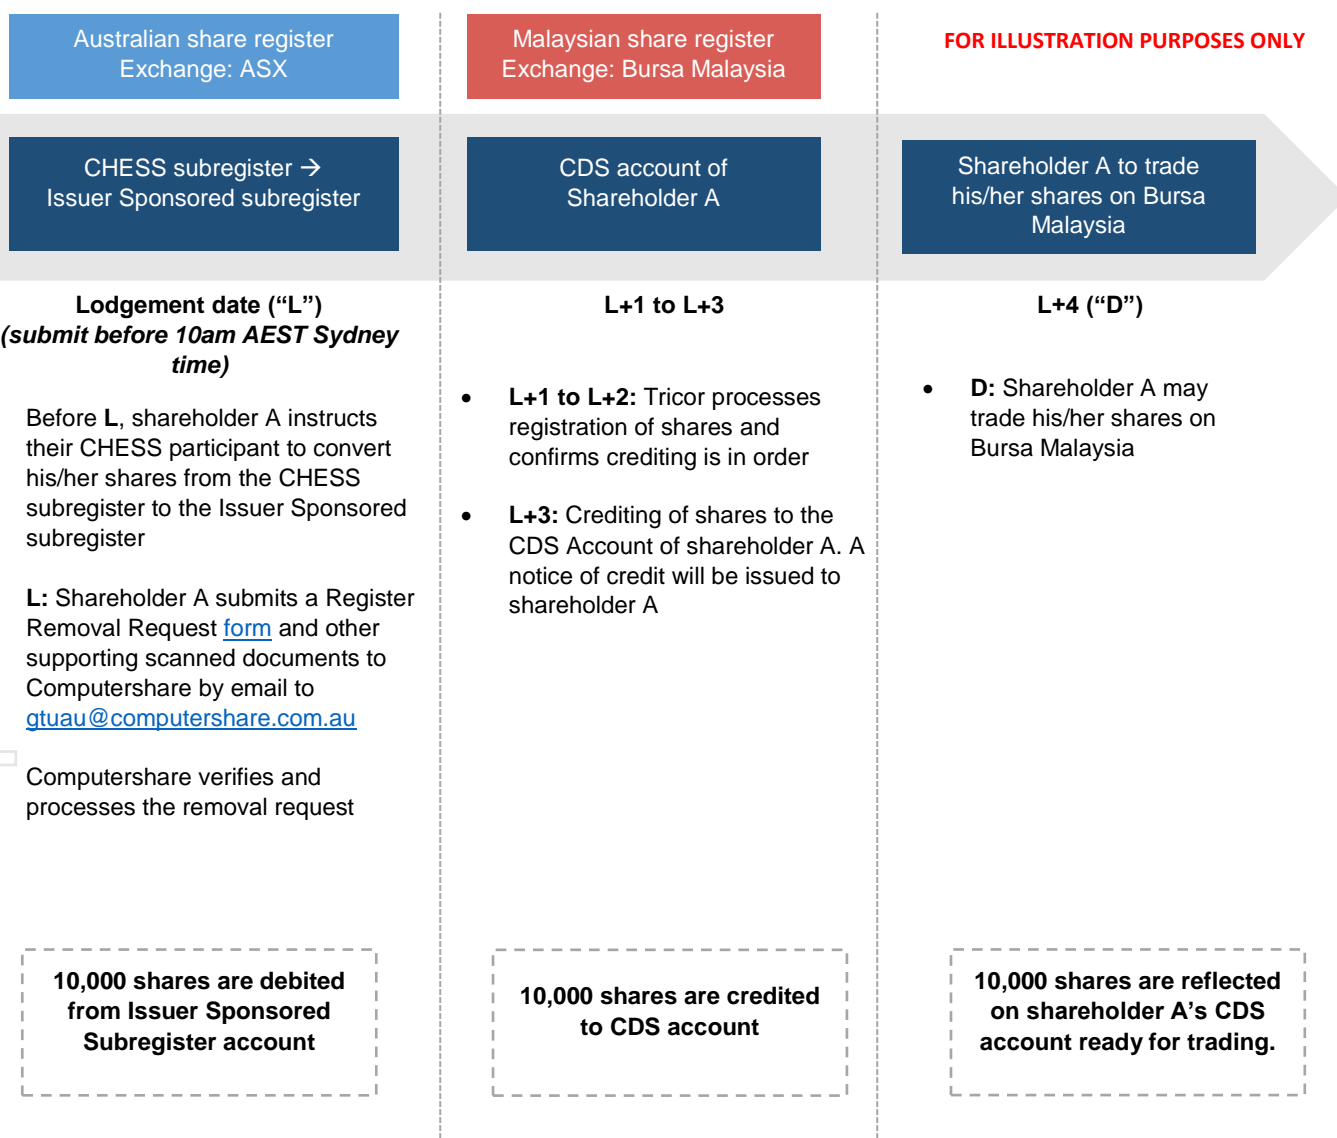 Australian share register
Exchange: ASX
Malaysian share register
Exchange: Bursa Malaysia
FOR ILLUSTRATION PURPOSES ONLY
CHESS subregister →
Issuer Sponsored subregister
CDS account of
Shareholder A
Shareholder A to trade
his/her shares on Bursa
Malaysia
Lodgement date (“L”)
(submit before 10am AEST Sydney
time)
Before L, shareholder A instructs
their CHESS participant to convert
his/her shares from the CHESS
subregister to the Issuer Sponsored
subregister
L: Shareholder A submits a Register
Removal Request form and other
supporting scanned documents to
Computershare by email to
gtuau@computershare.com.au
Computershare verifies and
processes the removal request
10,000 shares are debited
from Issuer Sponsored
Subregister account
L+1 to L+3
• L+1 to L+2: Tricor processes
registration of shares and
confirms crediting is in order
• L+3: Crediting of shares to the
CDS Account of shareholder A. A
notice of credit will be issued to
shareholder A
10,000 shares are credited
to CDS account
L+4 (“D”)
• D: Shareholder A may
trade his/her shares on
Bursa Malaysia
10,000 shares are reflected
on shareholder A’s CDS
account ready for trading.